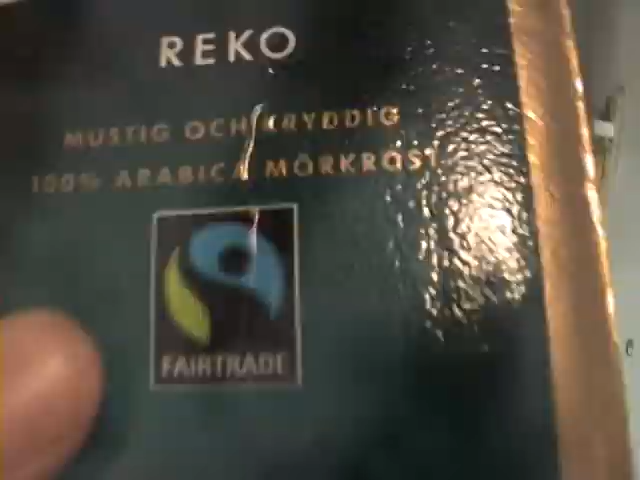 REKO
MUSTIG OCH KRYDDIG
100% ARABICA MÖRKROST
FAIRTRADE